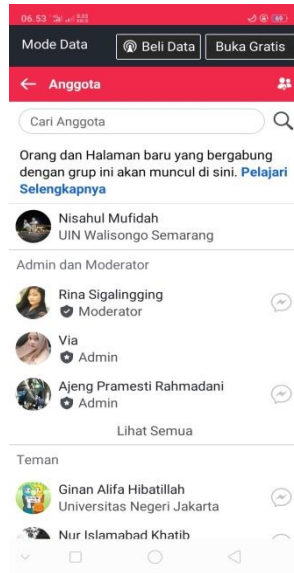 06.53
Mode Data
Beli Data
Buka Gratis
Anggota
Cari Anggota
Orang dan Halaman baru yang bergabung
dengan grup ini akan muncul di sini. Pelajari
Selengkapnya
Nisahul Mufidah
UIN Walisongo Semarang
Admin dan Moderator
Rina Sigalingging
Moderator
Via
Admin
Ajeng Pramesti Rahmadani
Admin
Lihat Semua
Teman
Ginan Alifa Hibatillah
Universitas Negeri Jakarta
Nur Islamabad Khatib